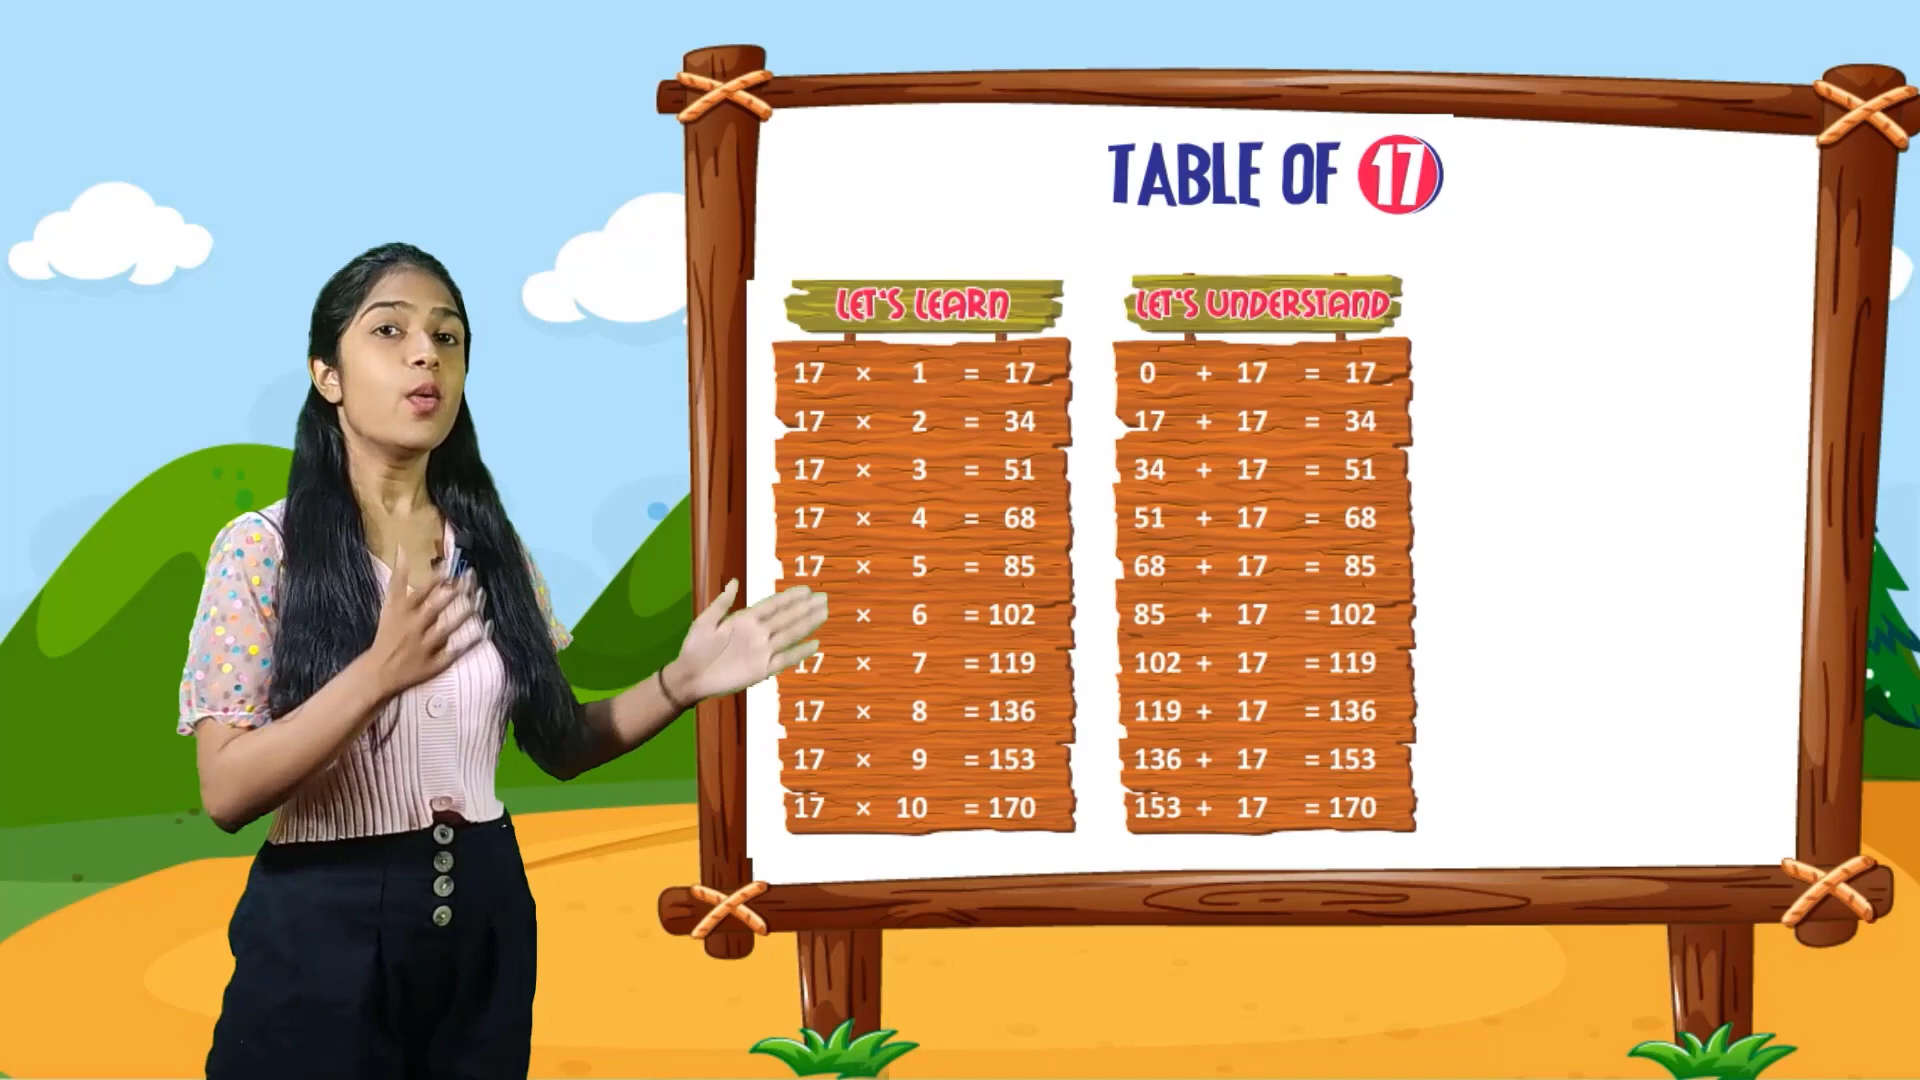 TABLE OF 17
LET'S LEARN
17 × 1 = 17
17 × 2 = 34
17 × 3 = 51
17 × 4 = 68
17 × 5 = 85
× 6 = 102
17 × 7 = 119
17 × 8 = 136
17 × 9 = 153
17 × 10 = 170
LET'S UNDERSTAND
0 + 17 = 17
17 + 17 = 34
34 + 17 = 51
51 + 17 = 68
68 + 17 = 85
85 + 17 = 102
102 + 17 = 119
119 + 17 = 136
136 + 17 = 153
153 + 17 = 170